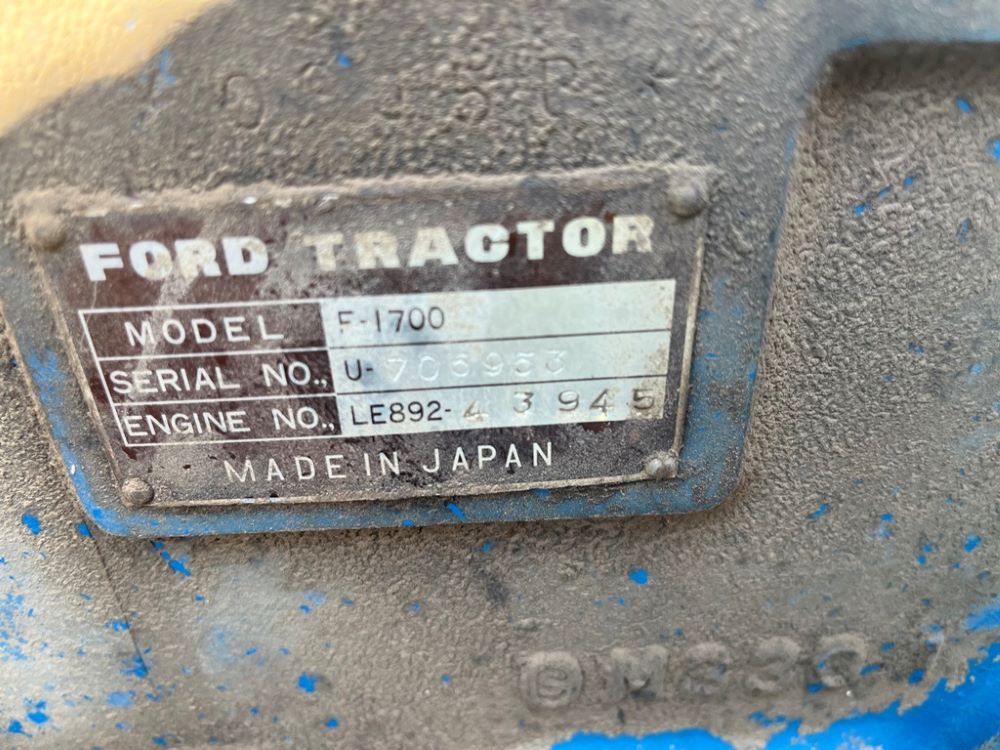 FORD TRACTOR
MODEL F-1700
SERIAL NO., U-706953
ENGINE NO., LE892-43945
MADE IN JAPAN